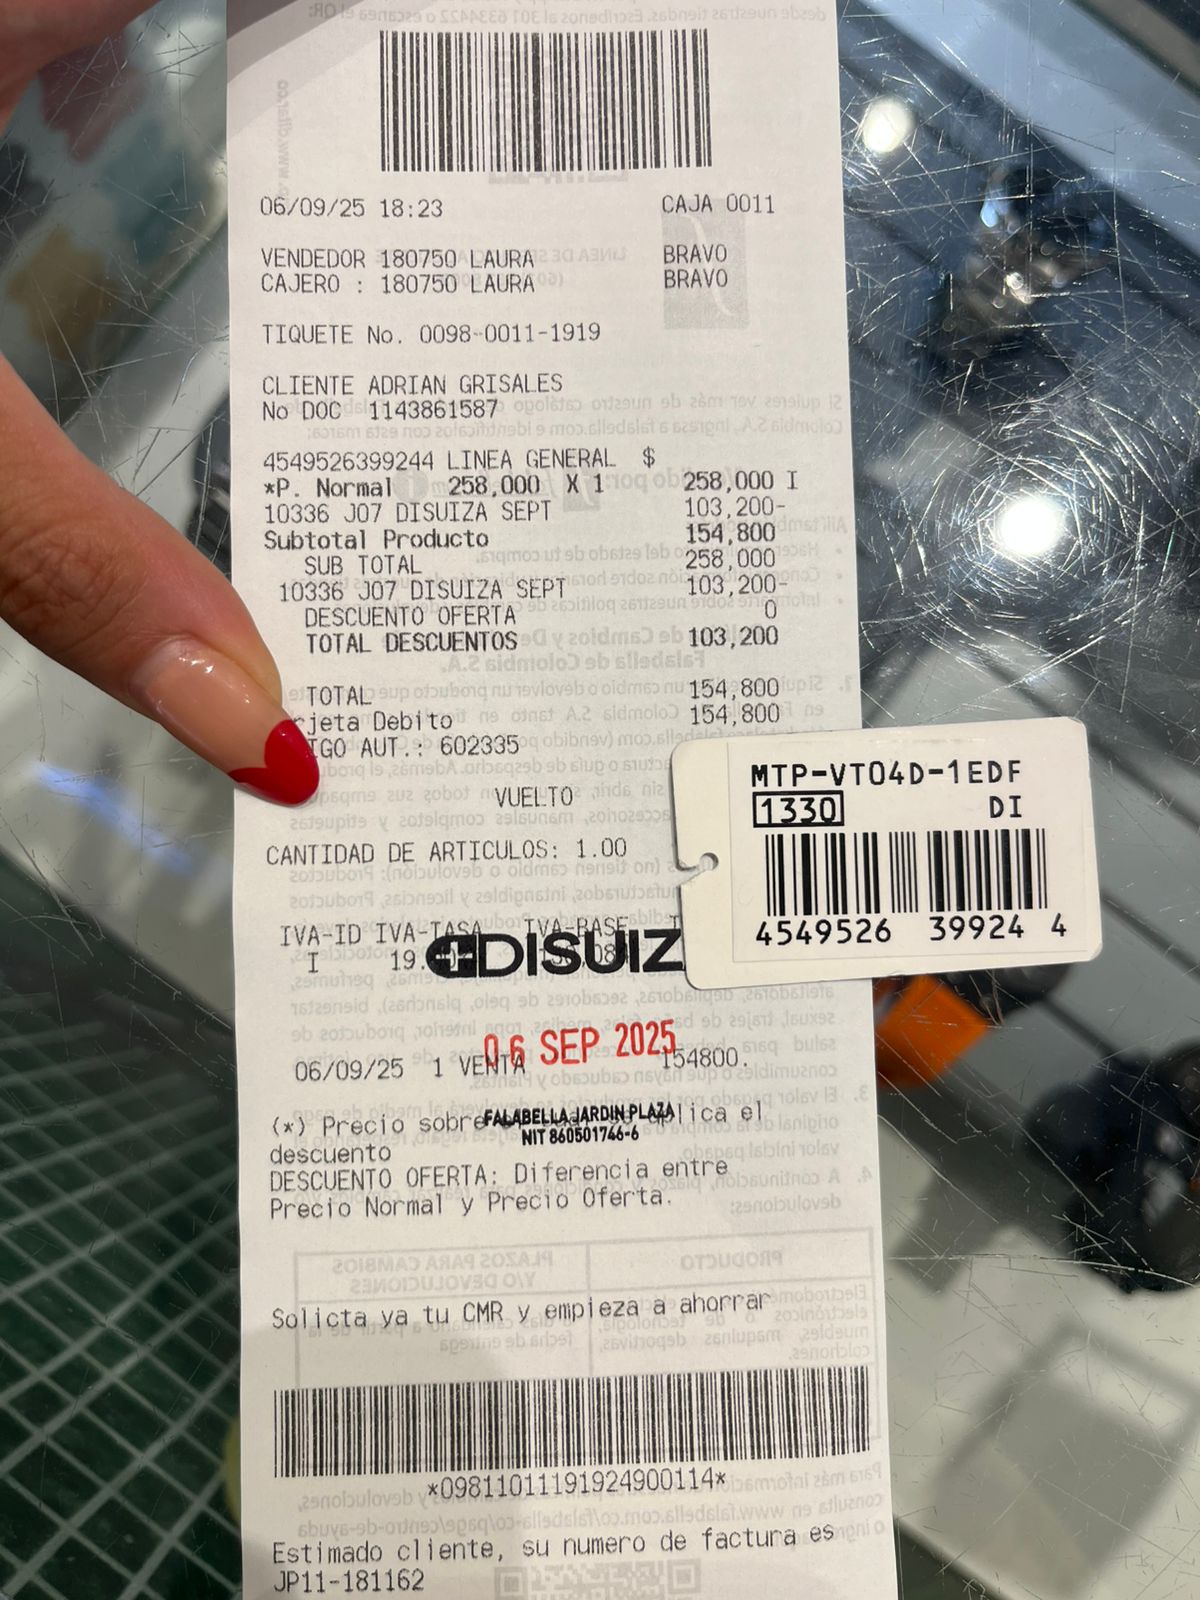 06/09/25 18:23 CAJA 0011
VENDEDOR 180750 LAURA BRAVO
CAJERO : 180750 LAURA BRAVO
TIQUETE No. 0098-0011-1919
CLIENTE ADRIAN GRISALES
No DOC 1143861587
4549526399244 LINEA GENERAL $
*P. Normal 258,000 X 1 258,000 I
10336 J07 DISUIZA SEPT 103,200-
Subtotal Producto 154,800
SUB TOTAL 258,000
10336 J07 DISUIZA SEPT 103,200-
DESCUENTO OFERTA 0
TOTAL DESCUENTOS 103,200
TOTAL 154,800
rjeta Debito 154,800
IGO AUT.: 602335
VUELTO
CANTIDAD DE ARTICULOS: 1.00
IVA-ID IVA-TASA IVA-BASE
I 19.
DISUIZ
06 SEP 2025
06/09/25 1 VENTA 154800.
FALABELLA JARDIN PLAZA
NIT 860501746-6
(*) Precio sobre lica el
descuento
DESCUENTO OFERTA: Diferencia entre
Precio Normal y Precio Oferta.
Solicta ya tu CMR y empieza a ahorrar
*09811011191924900114*
Estimado cliente, su numero de factura es
JP11-181162
MTP-VT04D-1EDF
1330 DI
4549526 39924 4